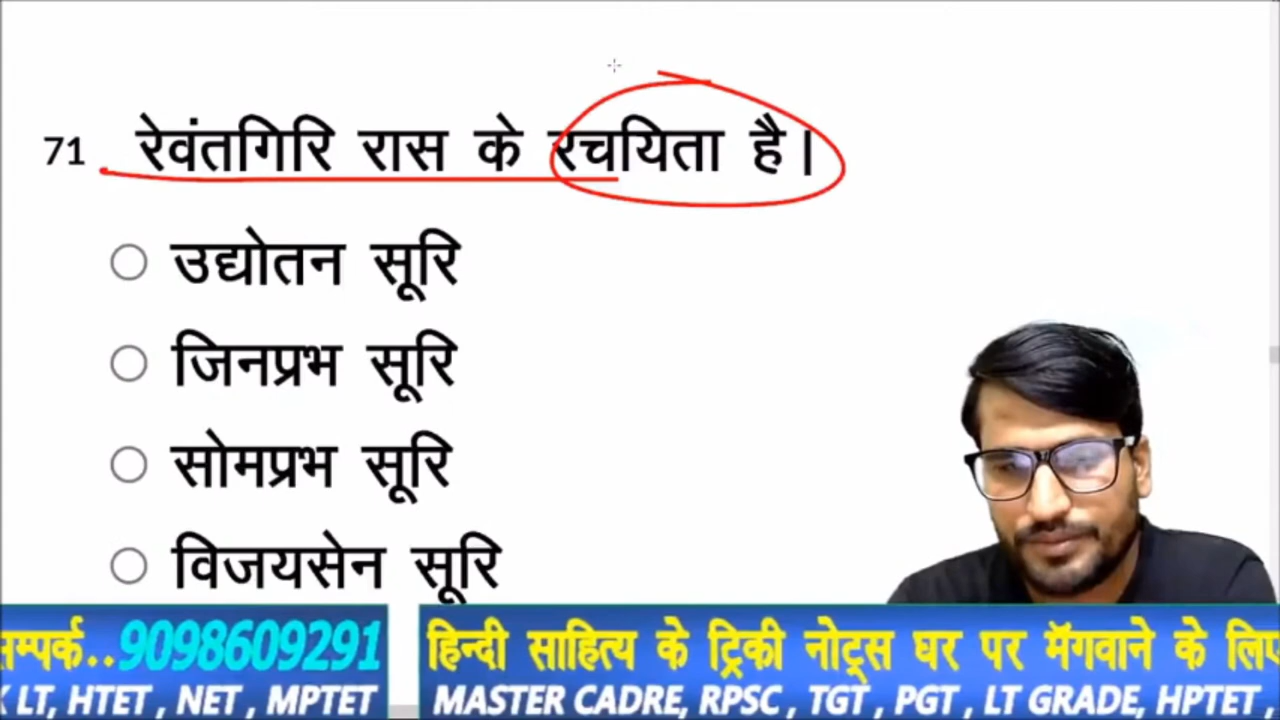 71 रेवंतगिरि रास के रचयिता है।
उद्योतन सूरि
जिनप्रभ सूरि
सोमप्रभ सूरि
विजयसेन सूरि
सम्पर्क..9098609291
LT, HTET , NET , MPTET
हिन्दी साहित्य के ट्रिकी नोट्स घर पर मॅगवाने के लिए
MASTER CADRE, RPSC , TGT , PGT , LT GRADE, HPTET ,